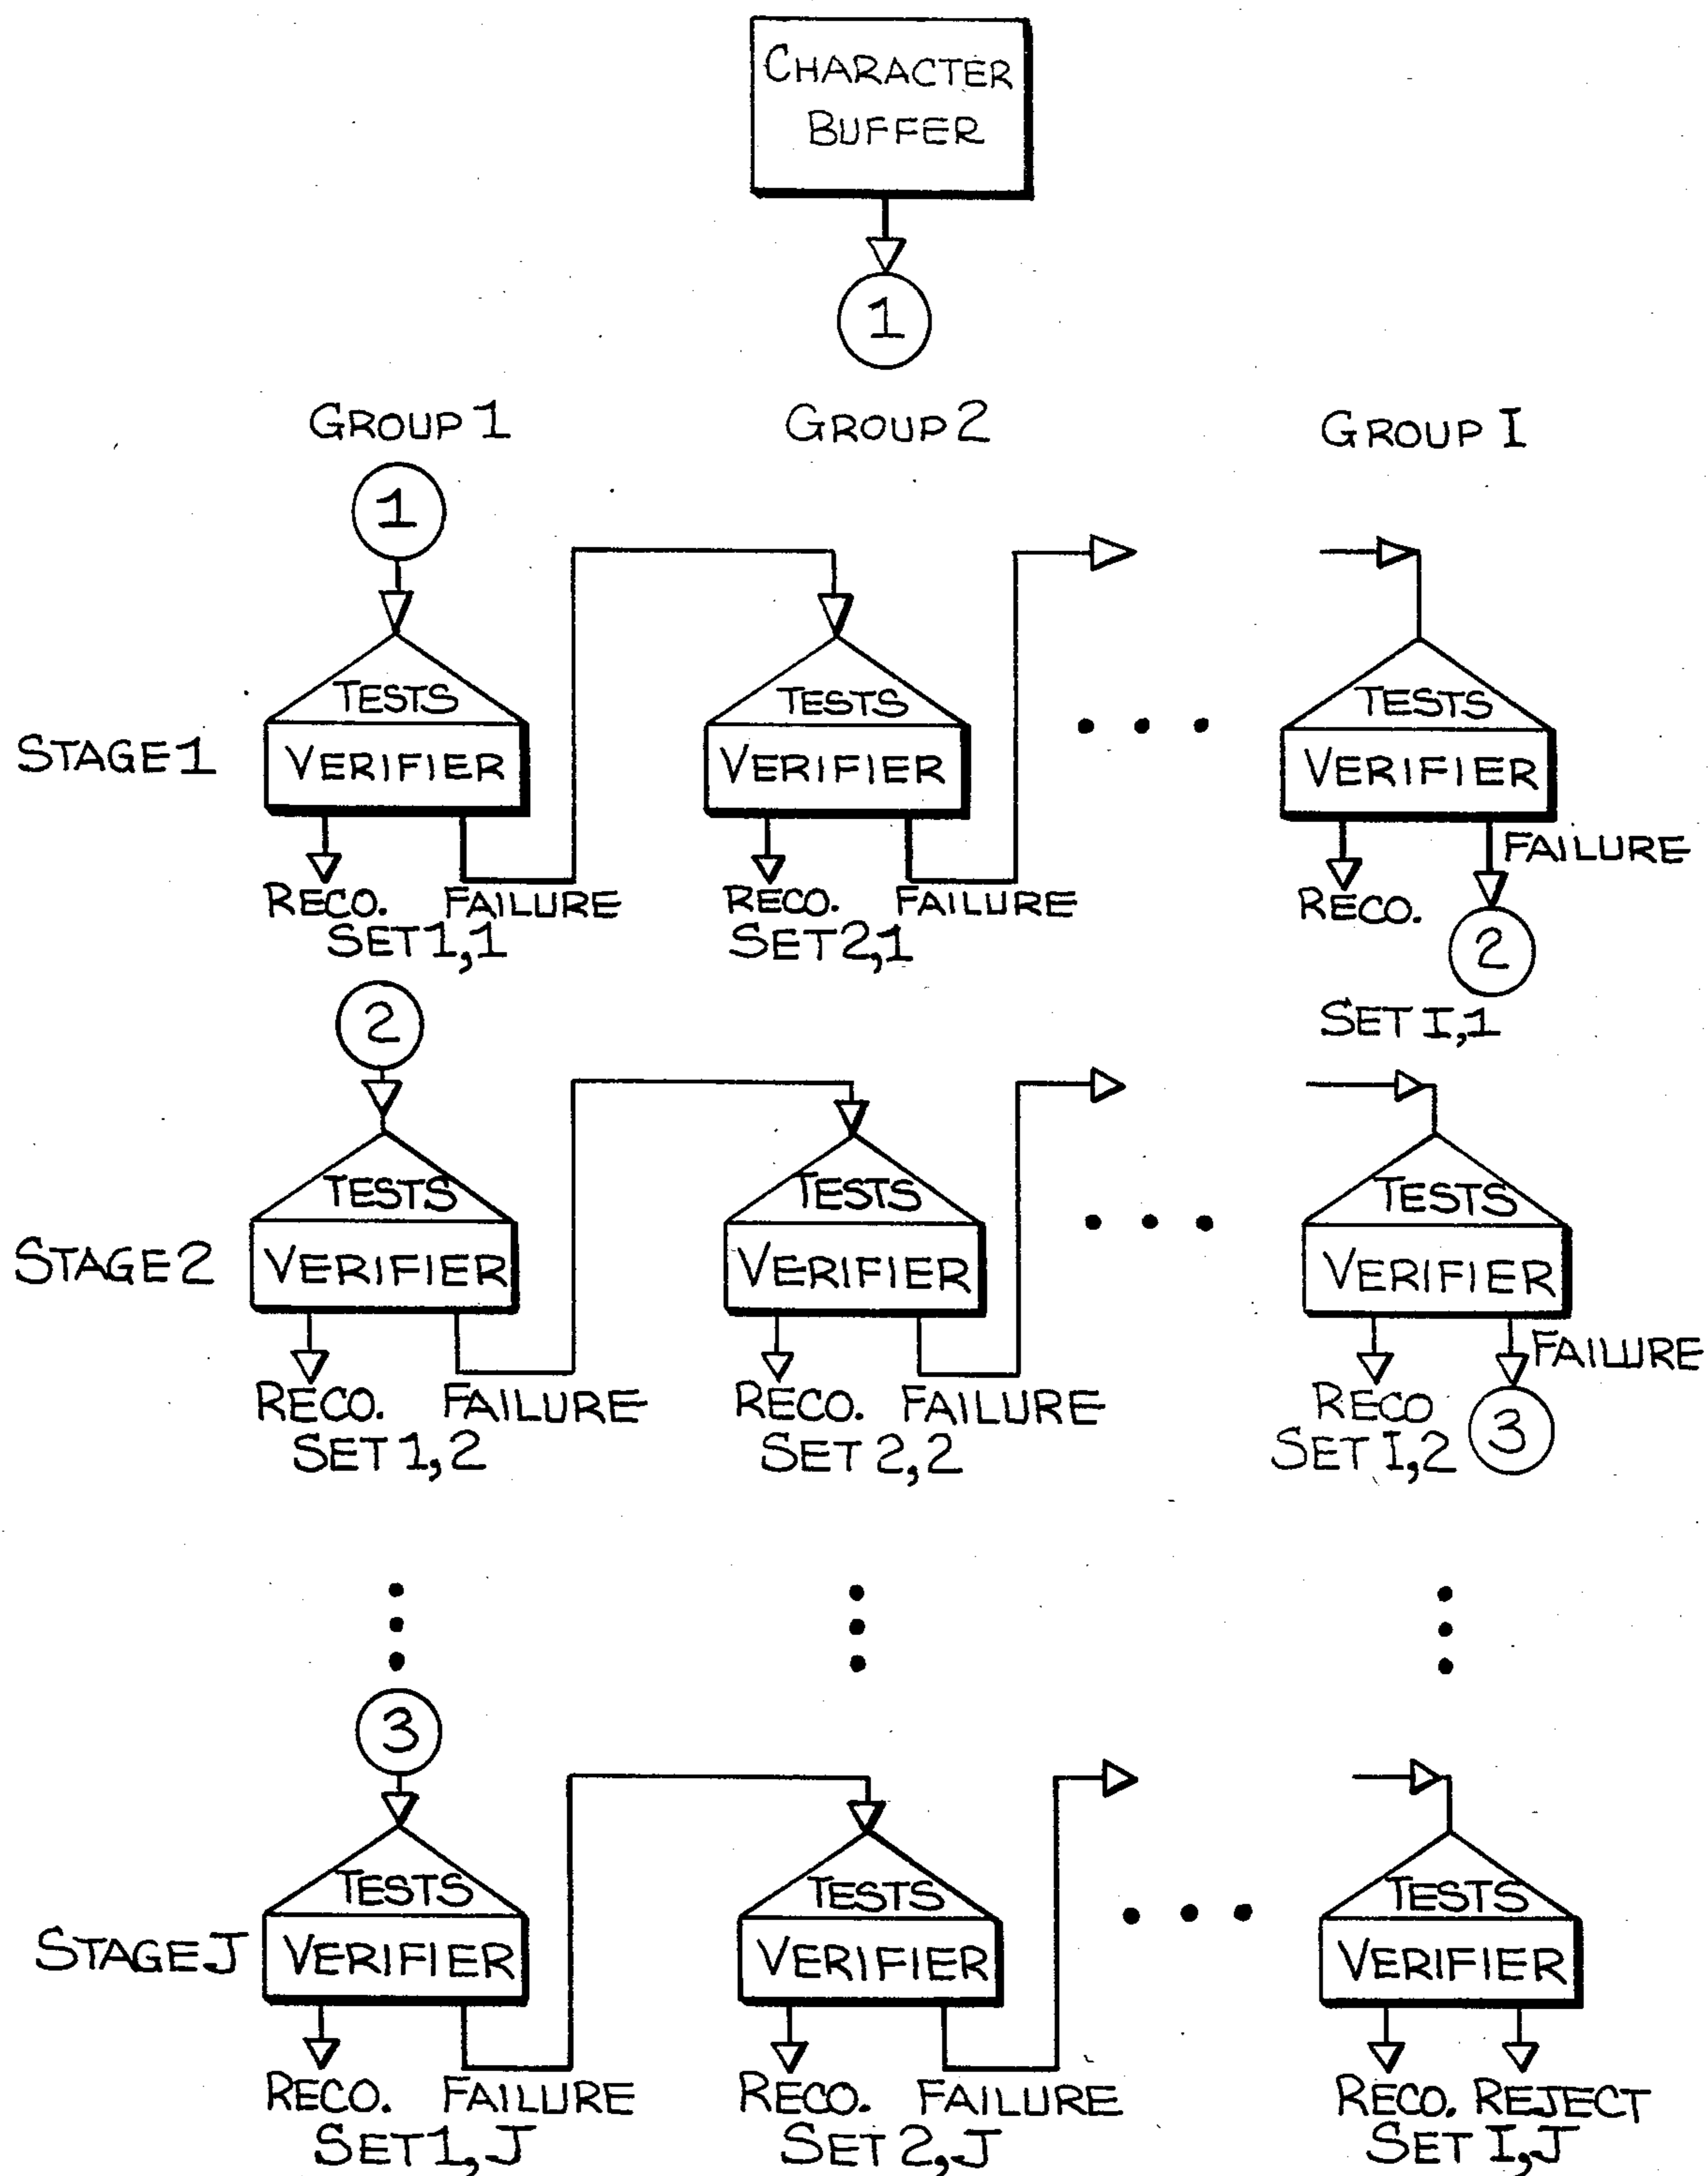 CHARACTER
BUFFER
1
GROUP 1
GROUP 2
GROUP I
1
TESTS
TESTS
TESTS
STAGE 1
VERIFIER
VERIFIER
VERIFIER
FAILURE
RECO.
FAILURE
RECO.
FAILURE
RECO.
SET 1,1
SET 2,1
2
2
SET I,1
TESTS
TESTS
TESTS
STAGE 2
VERIFIER
VERIFIER
VERIFIER
FAILURE
RECO.
FAILURE
RECO.
FAILURE
RECO
3
SET 1,2
SET 2,2
SET I,2
3
TESTS
TESTS
TESTS
STAGE J
VERIFIER
VERIFIER
VERIFIER
RECO.
FAILURE
RECO.
FAILURE
RECO.
REJECT
SET 1,J
SET 2,J
SET I,J